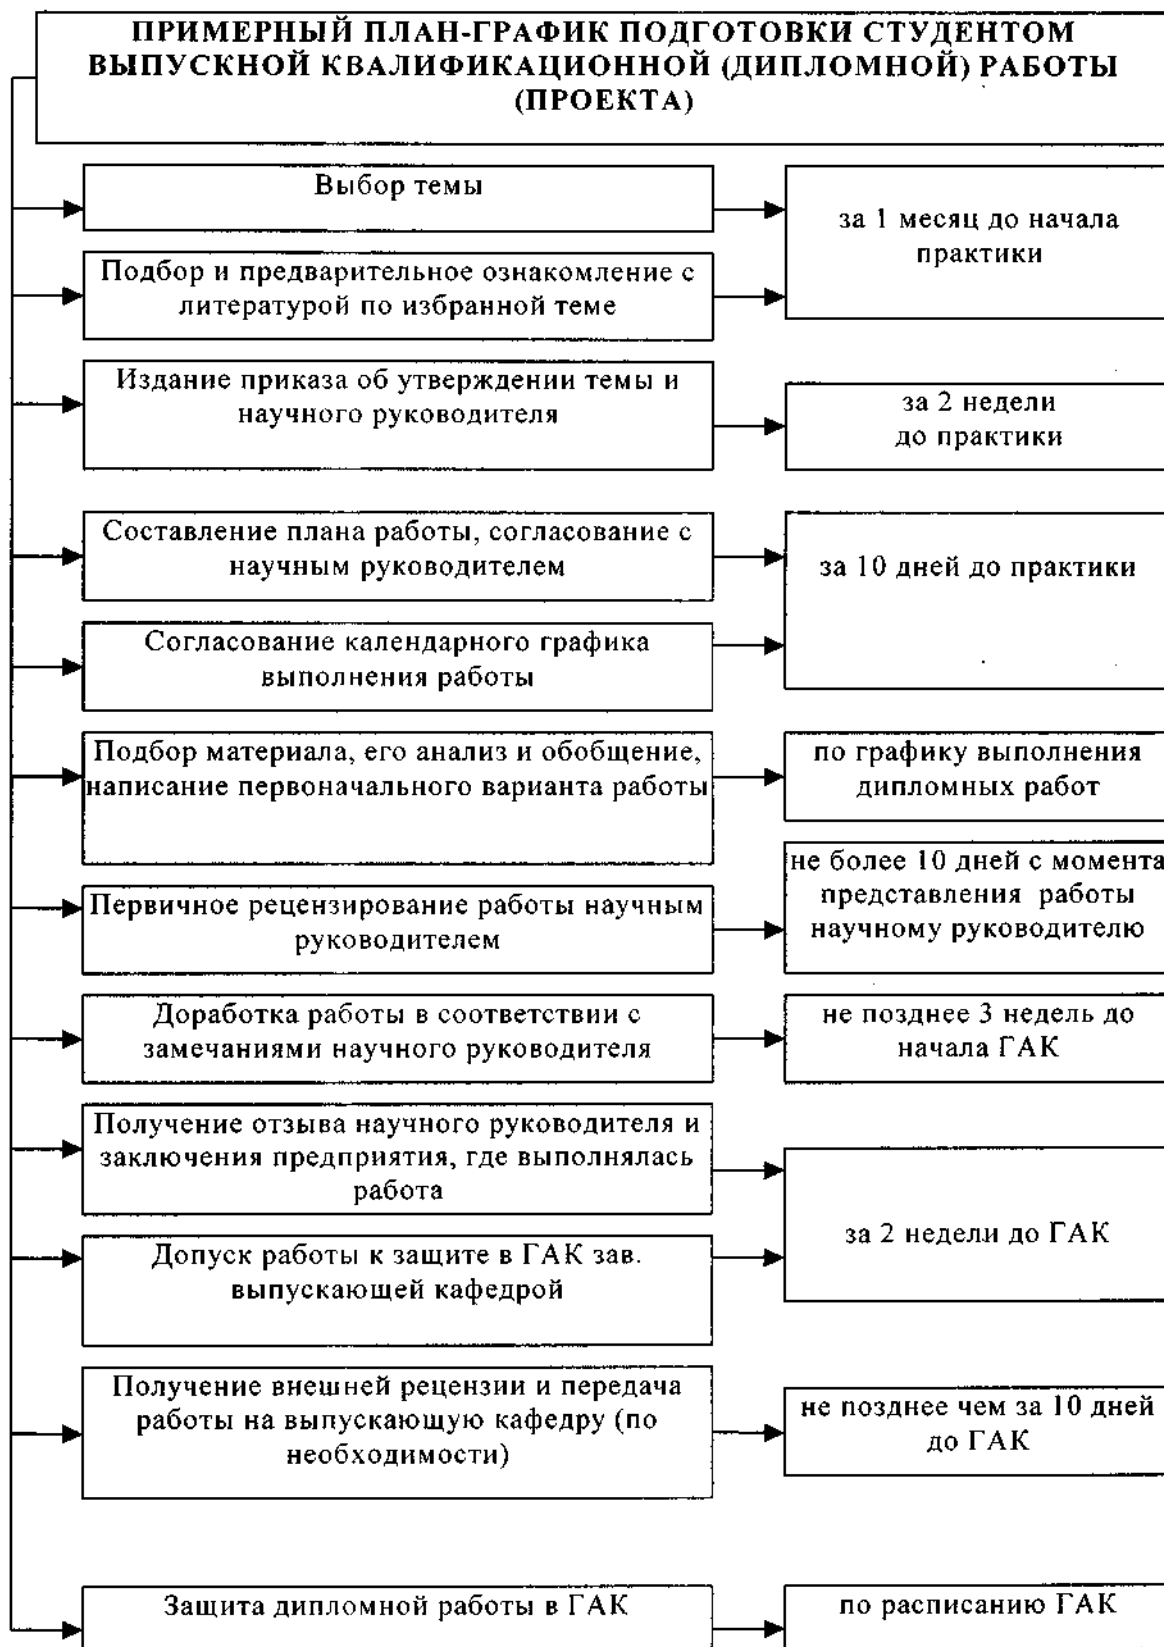 ПРИМЕРНЫЙ ПЛАН-ГРАФИК ПОДГОТОВКИ СТУДЕНТОМ
ВЫПУСКНОЙ КВАЛИФИКАЦИОННОЙ (ДИПЛОМНОЙ) РАБОТЫ
(ПРОЕКТА)
Выбор темы
за 1 месяц до начала
практики
Подбор и предварительное ознакомление с
литературой по избранной теме
Издание приказа об утверждении темы и
научного руководителя
за 2 недели
до практики
Составление плана работы, согласование с
научным руководителем
за 10 дней до практики
Согласование календарного графика
выполнения работы
Подбор материала, его анализ и обобщение,
написание первоначального варианта работы
по графику выполнения
дипломных работ
Первичное рецензирование работы научным
руководителем
не более 10 дней с момента
представления работы
научному руководителю
Доработка работы в соответствии с
замечаниями научного руководителя
не позднее 3 недель до
начала ГАК
Получение отзыва научного руководителя и
заключения предприятия, где выполнялась
работа
за 2 недели до ГАК
Допуск работы к защите в ГАК зав.
выпускающей кафедрой
Получение внешней рецензии и передача
работы на выпускающую кафедру (по
необходимости)
не позднее чем за 10 дней
до ГАК
Защита дипломной работы в ГАК
по расписанию ГАК